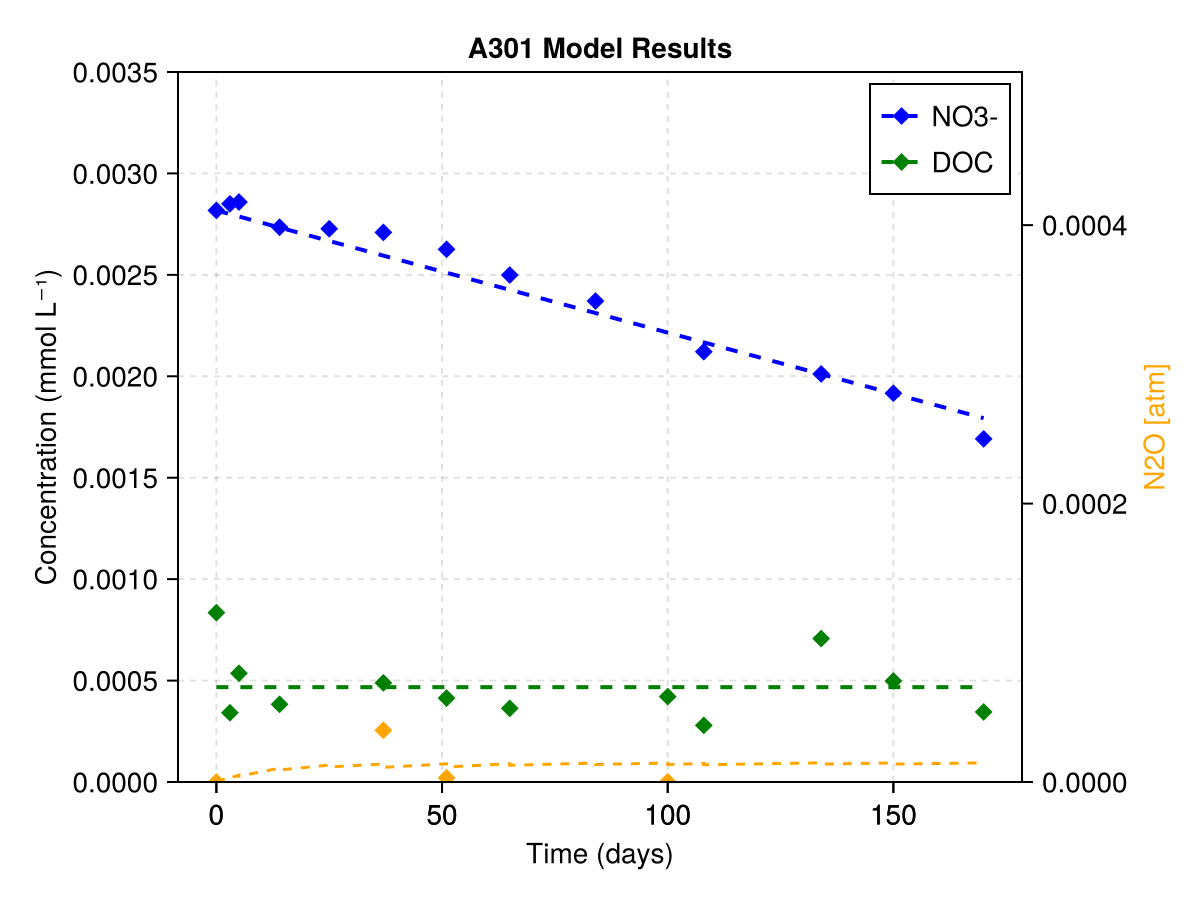 A301 Model Results
0.0035
0.0030
0.0025
0.0020
0.0015
0.0010
0.0005
0.0000
Concentration (mmol L⁻¹)
NO3-
DOC
0.0004
0.0002
0.0000
N2O [atm]
0
50
100
150
Time (days)